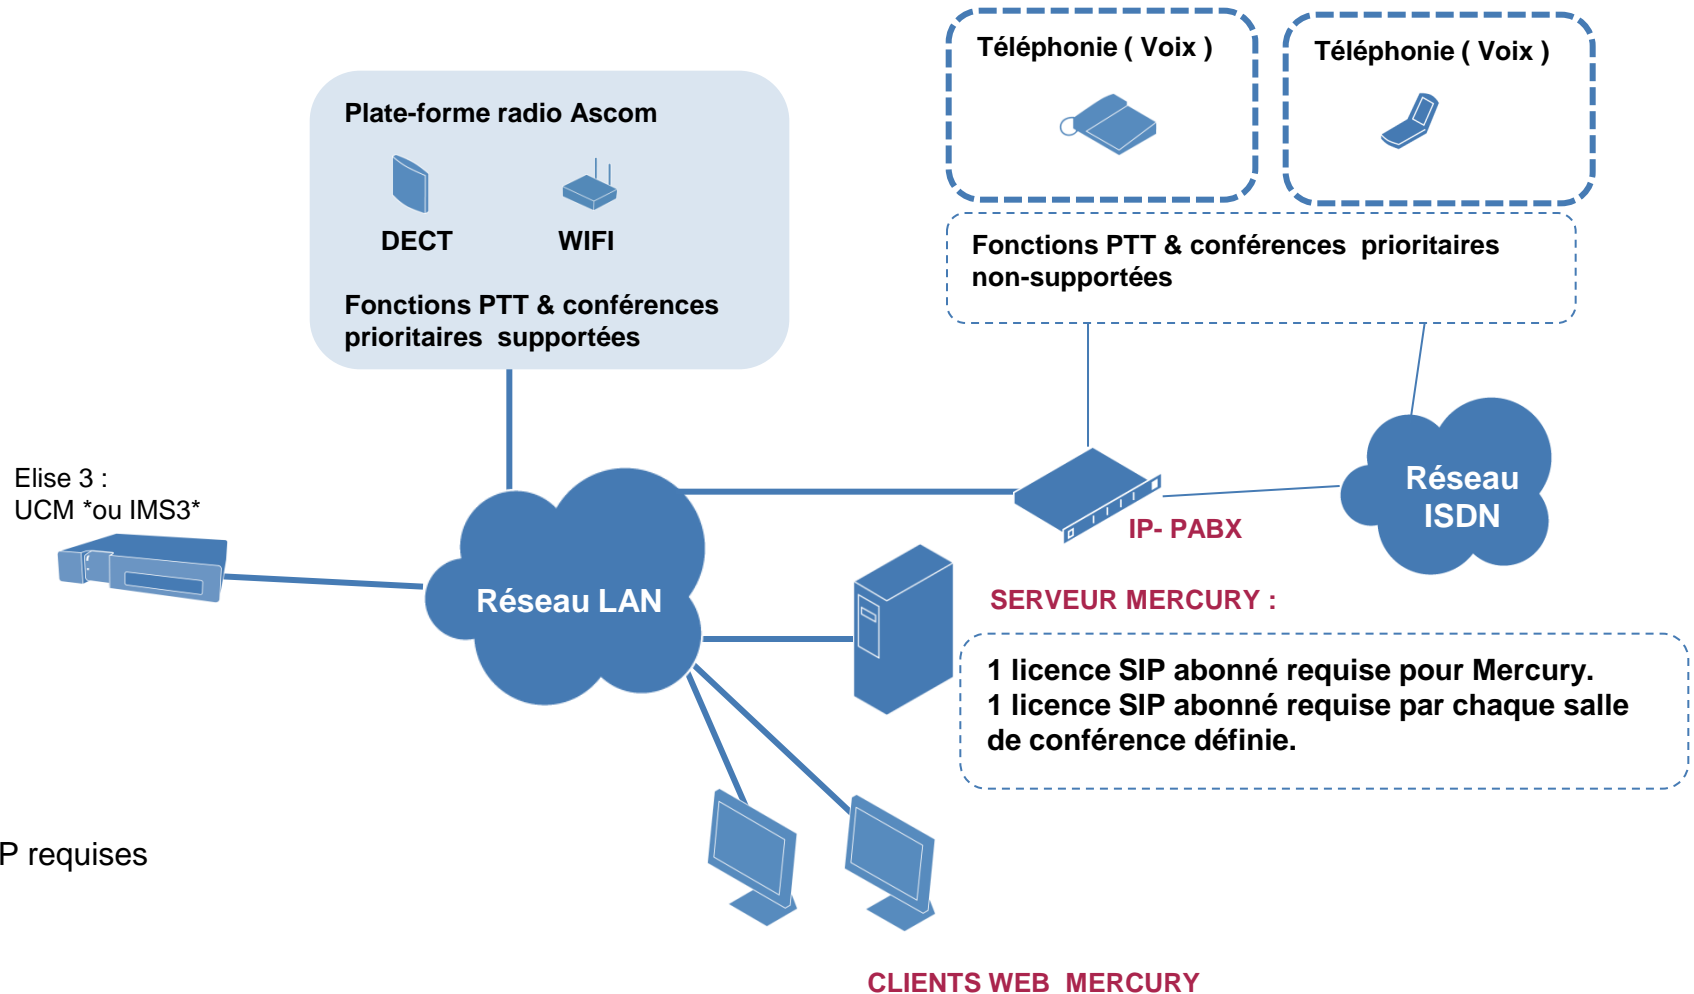 Téléphonie ( Voix )
Téléphonie ( Voix )
Plate-forme radio Ascom
DECT
WIFI
Fonctions PTT & conférences
prioritaires supportées
Fonctions PTT & conférences prioritaires
non-supportées
Elise 3 :
UCM *ou IMS3*
Réseau
ISDN
IP- PABX
Réseau LAN
SERVEUR MERCURY :
1 licence SIP abonné requise pour Mercury.
1 licence SIP abonné requise par chaque salle
de conférence définie.
P requises
CLIENTS WEB MERCURY